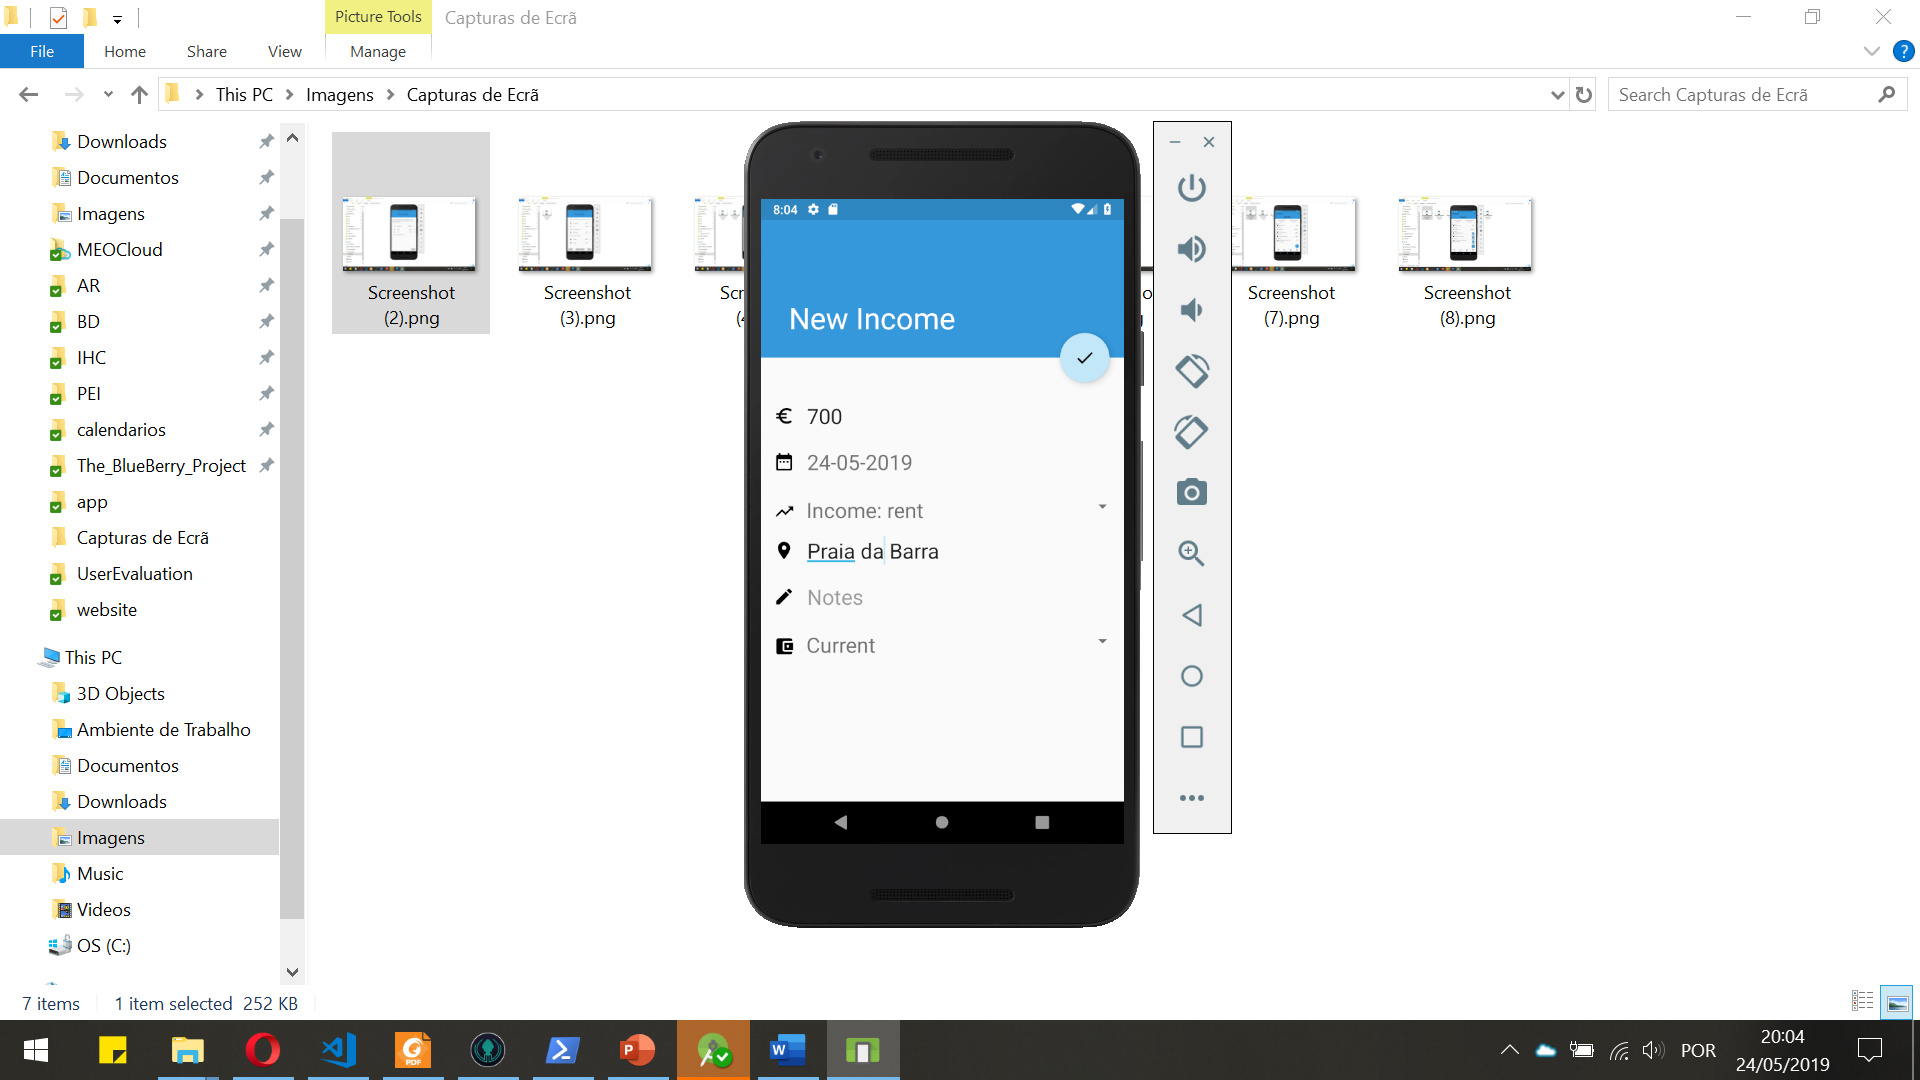 Picture Tools
Capturas de Ecrã
File
Home
Share
View
Manage
This PC
Imagens
Capturas de Ecrã
Search Capturas de Ecrã
Downloads
Documentos
Imagens
MEOCloud
AR
BD
IHC
PEI
calendarios
The_BlueBerry_Project
app
Capturas de Ecrã
UserEvaluation
website
This PC
3D Objects
Ambiente de Trabalho
Documentos
Downloads
Imagens
Music
Videos
OS (C:)
Screenshot
(2).png
Screenshot
(3).png
Screenshot
(7).png
Screenshot
(8).png
8:04
New Income
€ 700
24-05-2019
Income: rent
Praia da Barra
Notes
Current
7 items
1 item selected 252 KB
POR
20:04
24/05/2019